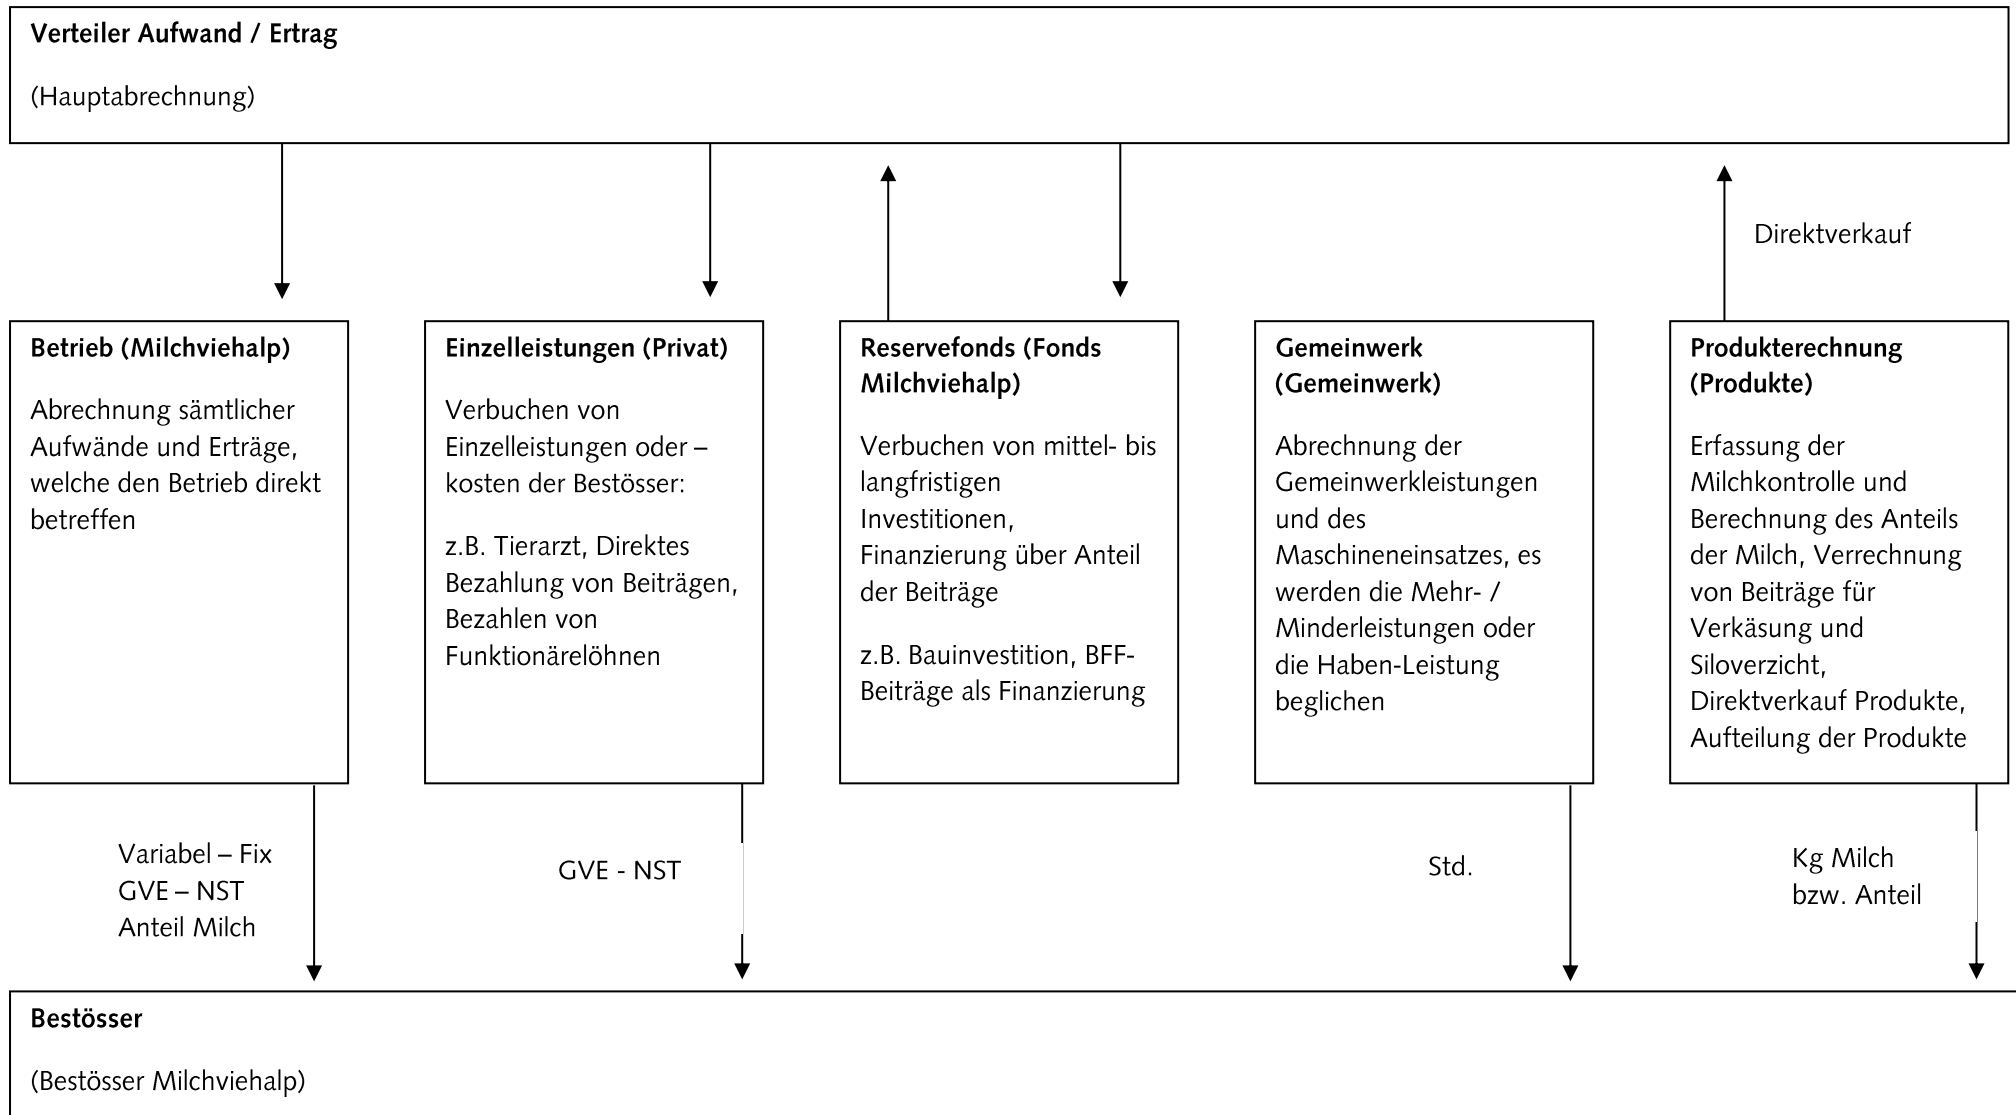 Verteiler Aufwand / Ertrag
(Hauptabrechnung)
Direktverkauf
Betrieb (Milchviehalp)
Abrechnung sämtlicher
Aufwände und Erträge,
welche den Betrieb direkt
betreffen
Einzelleistungen (Privat)
Verbuchen von
Einzelleistungen oder –
kosten der Bestösser:
z.B. Tierarzt, Direktes
Bezahlung von Beiträgen,
Bezahlen von
Funktionärelöhnen
Reservefonds (Fonds
Milchviehalp)
Verbuchen von mittel- bis
langfristigen
Investitionen,
Finanzierung über Anteil
der Beiträge
z.B. Bauinvestition, BFF-
Beiträge als Finanzierung
Gemeinwerk
(Gemeinwerk)
Abrechnung der
Gemeinwerkleistungen
und des
Maschineneinsatzes, es
werden die Mehr- /
Minderleistungen oder
die Haben-Leistung
beglichen
Produkterechnung
(Produkte)
Erfassung der
Milchkontrolle und
Berechnung des Anteils
der Milch, Verrechnung
von Beiträge für
Verkäsung und
Siloverzicht,
Direktverkauf Produkte,
Aufteilung der Produkte
Variabel – Fix
GVE – NST
Anteil Milch
GVE - NST
Std.
Kg Milch
bzw. Anteil
Bestösser
(Bestösser Milchviehalp)